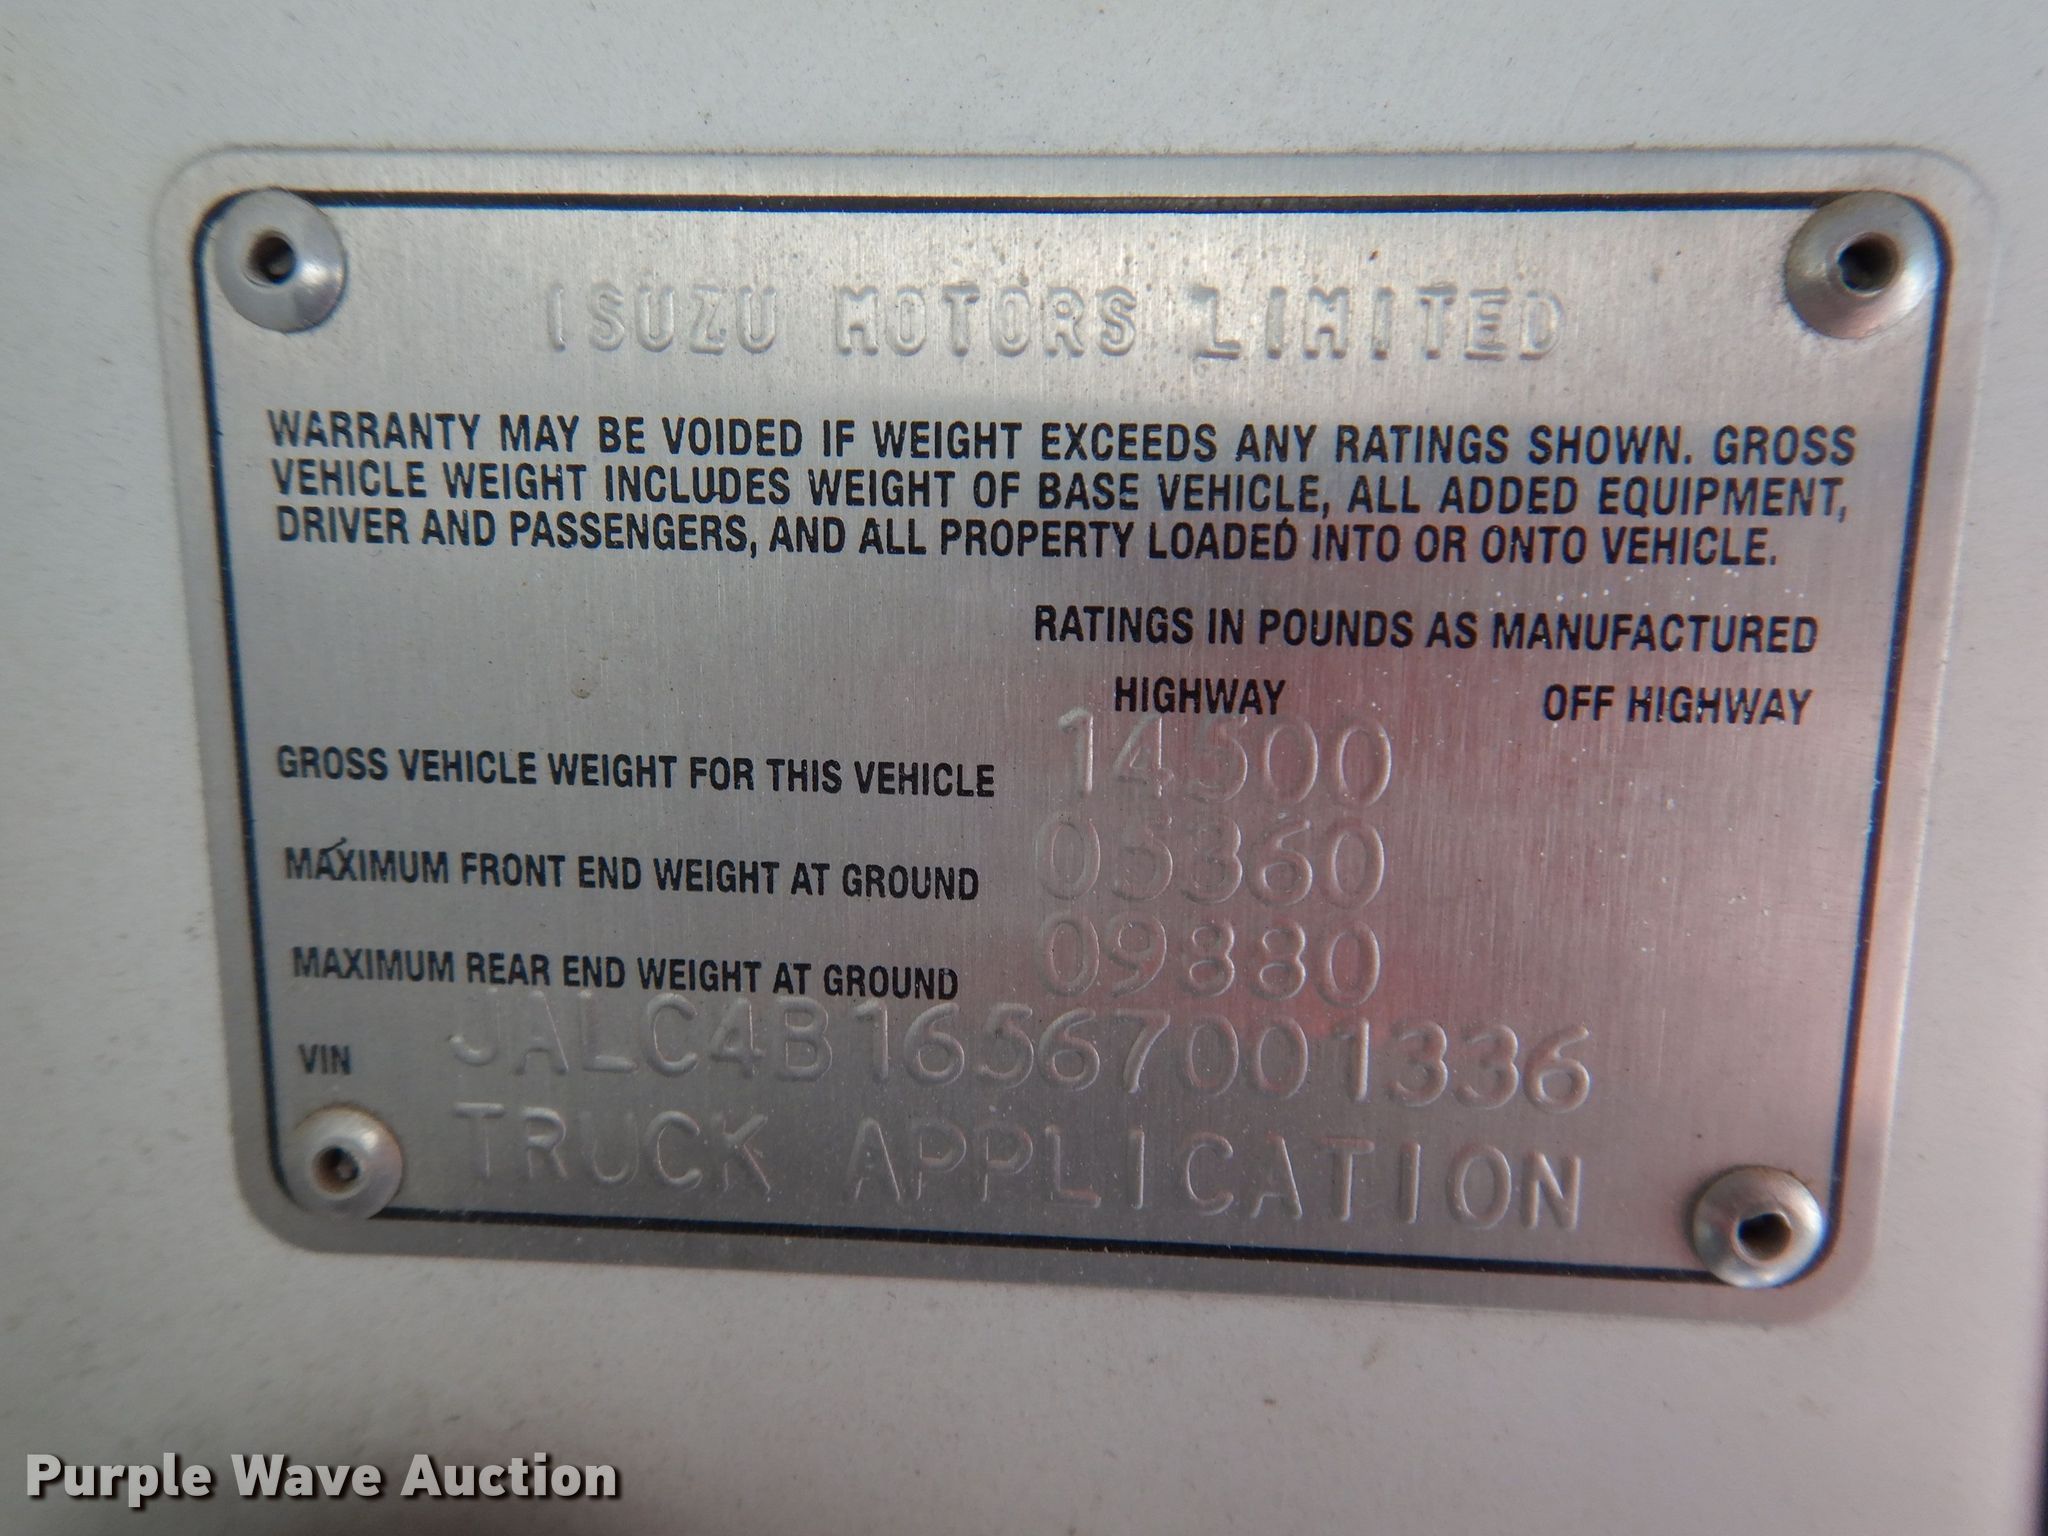 ISUZU MOTORS LIMITED
WARRANTY MAY BE VOIDED IF WEIGHT EXCEEDS ANY RATINGS SHOWN. GROSS
VEHICLE WEIGHT INCLUDES WEIGHT OF BASE VEHICLE, ALL ADDED EQUIPMENT,
DRIVER AND PASSENGERS, AND ALL PROPERTY LOADED INTO OR ONTO VEHICLE.
RATINGS IN POUNDS AS MANUFACTURED
HIGHWAY OFF HIGHWAY
GROSS VEHICLE WEIGHT FOR THIS VEHICLE 14500
MAXIMUM FRONT END WEIGHT AT GROUND 05360
MAXIMUM REAR END WEIGHT AT GROUND 09880
VIN JALC4B16567001336
TRUCK APPLICATION
Purple Wave Auction